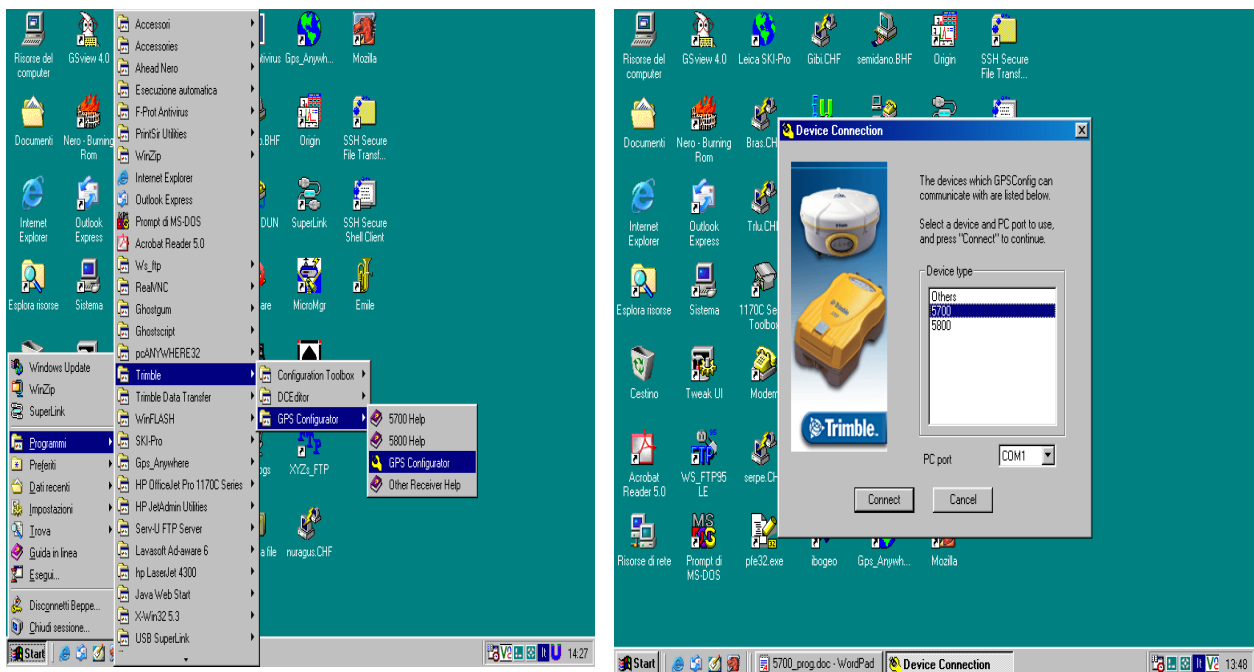 Risorse del computer
GSview 4.0
Documenti
Nero - Burning Rom
Internet Explorer
Outlook Express
Esplora risorse
Sistema
Gps_Anywh...
Mozilla
Origin
SSH Secure File Transf...
SuperLink
SSH Secure Shell Client
MicroMgr
Emile
XYZs_FTP
nuragus.CHF
Accessori
Accessories
Ahead Nero
Esecuzione automatica
F-Prot Antivirus
PrintSir Utilities
WinZip
Internet Explorer
Outlook Express
Prompt di MS-DOS
Acrobat Reader 5.0
Ws_ftp
RealVNC
Ghostgum
Ghostscript
pcANYWHERE32
Trimble
Trimble Data Transfer
WinFLASH
SKI-Pro
Gps_Anywhere
HP OfficeJet Pro 1170C Series
HP JetAdmin Utilities
Serv-U FTP Server
Lavasoft Ad-aware 6
hp LaserJet 4300
Java Web Start
X-Win32 5.3
USB SuperLink
Windows Update
WinZip
SuperLink
Programmi
Preferiti
Dati recenti
Impostazioni
Trova
Guida in linea
Esegui...
Disconnetti Beppe...
Chiudi sessione...
Configuration Toolbox
DCEditor
GPS Configurator
5700 Help
5800 Help
GPS Configurator
Other Receiver Help
Start
14:27
Risorse del computer
GSview 4.0
Leica SKI-Pro
Gibi.CHF
semidano.BHF
Origin
SSH Secure File Transf...
Documenti
Nero - Burning Rom
Bras.CH
Internet Explorer
Outlook Express
Trlu.CH
Esplora risorse
Sistema
1170C Se
Toolbo
Cestino
Tweak UI
Modem
Acrobat Reader 5.0
WS_FTP95 LE
serpe.CH
Risorse di rete
Prompt di MS-DOS
pfe32.exe
ibogeo
Gps_Anywh...
Mozilla
Device Connection
The devices which GPSConfig can
communicate with are listed below.
Select a device and PC port to use,
and press "Connect" to continue.
Device type
Others
5700
5800
Trimble.
PC port
COM1
Connect
Cancel
Start
5700_prog.doc - WordPad
Device Connection
13:48